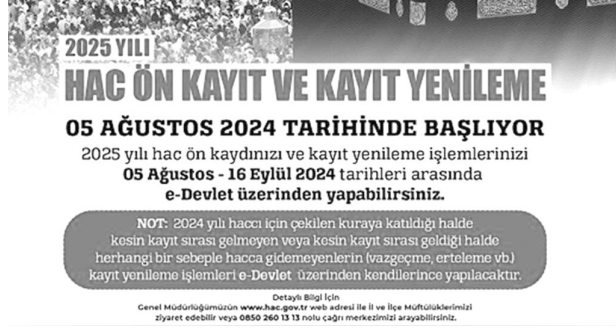 2025 YILI
HAC ÖN KAYIT VE KAYIT YENİLEME
05 AĞUSTOS 2024 TARİHİNDE BAŞLIYOR
2025 yılı hac ön kaydınızı ve kayıt yenileme işlemlerinizi
05 Ağustos - 16 Eylül 2024 tarihleri arasında
e-Devlet üzerinden yapabilirsiniz.
NOT: 2024 yılı haccı için çekilen kuraya katıldığı halde
kesin kayıt sırası gelmeyen veya kesin kayıt sırası geldiği halde
herhangi bir sebeple hacca gidemeyenlerin (vazgeçme, erteleme vb.)
kayıt yenileme işlemleri e-Devlet üzerinden kendilerince yapılacaktır.
Detaylı Bilgi İçin
Genel Müdürlüğümüzün www.hac.gov.tr web adresi ile İl ve İlçe Müftülüklerimizi
ziyaret edebilir veya 0850 260 13 13 nolu çağrı merkezimizi arayabilirsiniz.